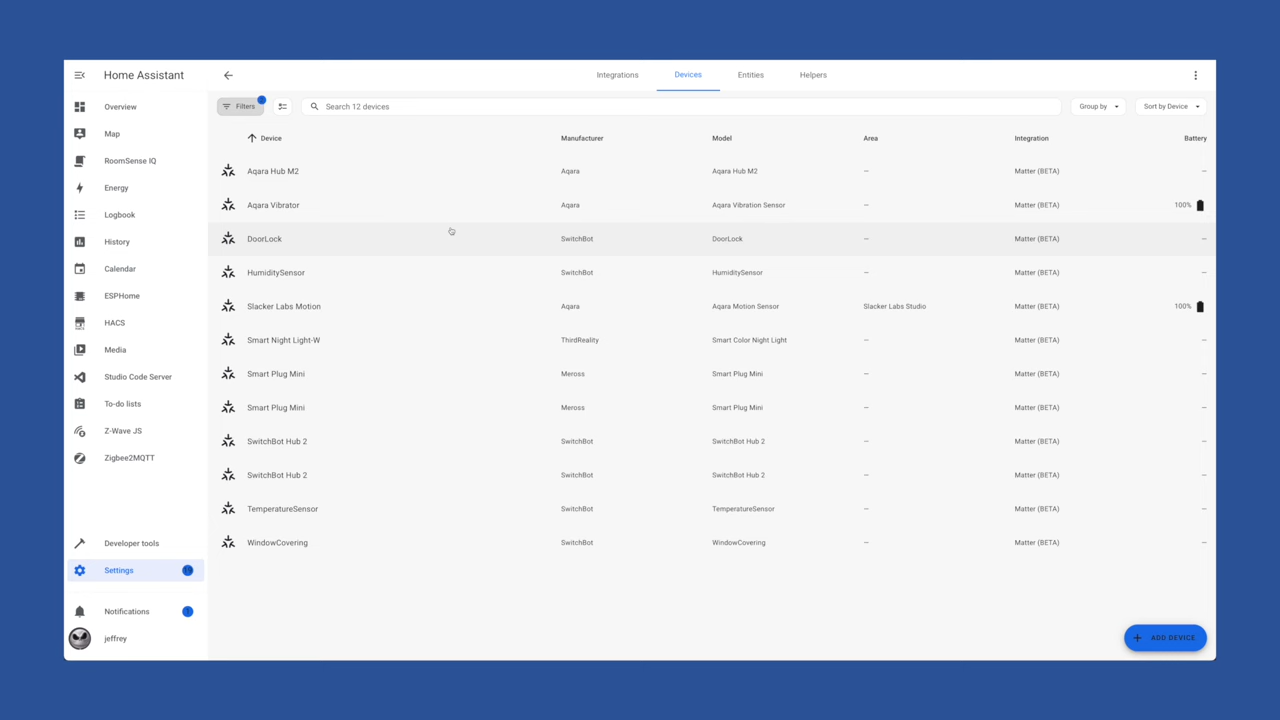 Home Assistant
Integrations Devices Entities Helpers
Overview
Map
RoomSense IQ
Energy
Logbook
History
Calendar
ESPHome
HACS
HACS
Media
Studio Code Server
To-do lists
Z-Wave JS
Zigbee2MQTT
Developer tools
Settings
Notifications
jeffrey
Filters Search 12 devices Group by Sort by Device
Device Manufacturer Model Area Integration Battery
Aqara Hub M2 Aqara Aqara Hub M2 — Matter (BETA) —
Aqara Vibrator Aqara Aqara Vibration Sensor — Matter (BETA) 100%
DoorLock SwitchBot DoorLock — Matter (BETA) —
HumiditySensor SwitchBot HumiditySensor — Matter (BETA) —
Slacker Labs Motion Aqara Aqara Motion Sensor Slacker Labs Studio Matter (BETA) 100%
Smart Night Light-W ThirdReality Smart Color Night Light — Matter (BETA) —
Smart Plug Mini Meross Smart Plug Mini — Matter (BETA) —
Smart Plug Mini Meross Smart Plug Mini — Matter (BETA) —
SwitchBot Hub 2 SwitchBot SwitchBot Hub 2 — Matter (BETA) —
SwitchBot Hub 2 SwitchBot SwitchBot Hub 2 — Matter (BETA) —
TemperatureSensor SwitchBot TemperatureSensor — Matter (BETA) —
WindowCovering SwitchBot WindowCovering — Matter (BETA) —
ADD DEVICE